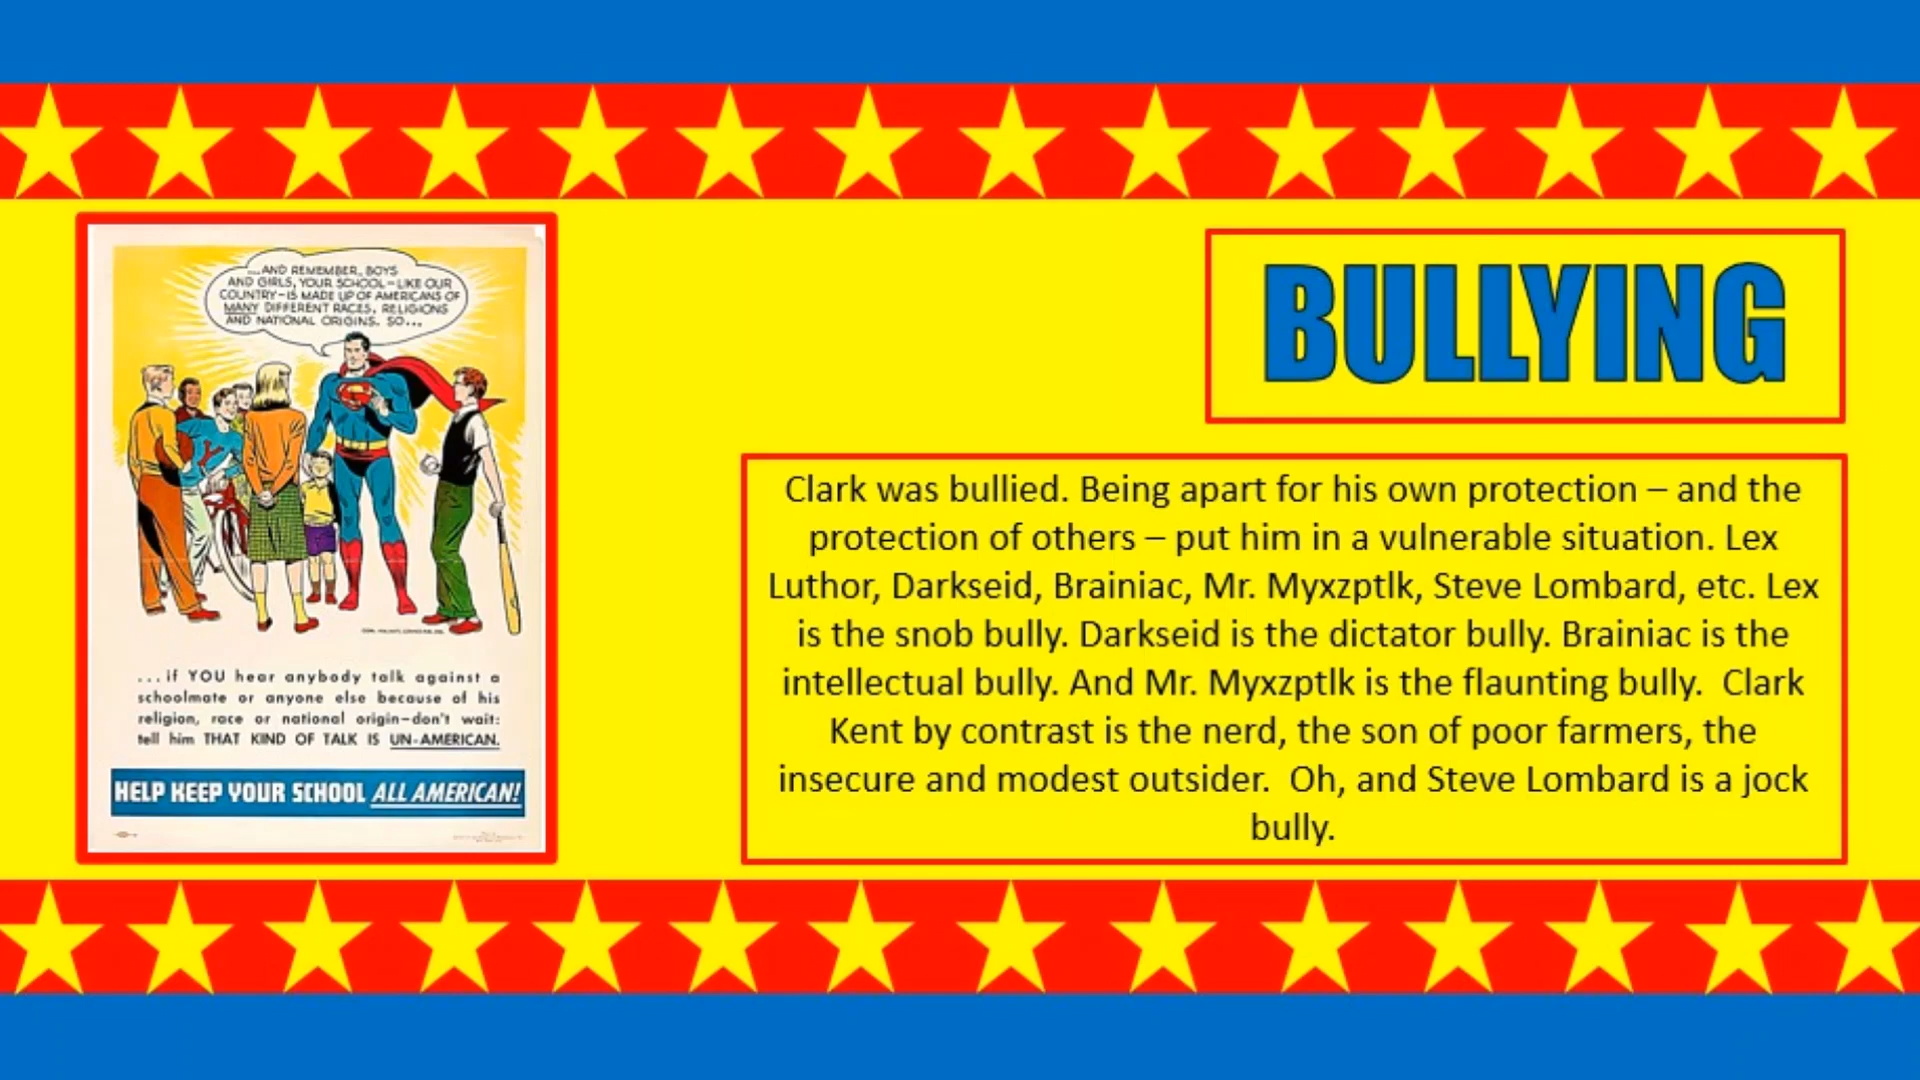 ...AND REMEMBER, BOYS
AND GIRLS, YOUR SCHOOL-LIKE OUR
COUNTRY-IS MADE UP OF AMERICANS OF
MANY DIFFERENT RACES, RELIGIONS
AND NATIONAL ORIGINS. SO...
...if YOU hear anybody talk against a
schoolmate or anyone else because of his
religion, race or national origin–don't wait:
tell him THAT KIND OF TALK IS UN-AMERICAN.
HELP KEEP YOUR SCHOOL ALL AMERICAN!
BULLYING
Clark was bullied. Being apart for his own protection – and the
protection of others – put him in a vulnerable situation. Lex
Luthor, Darkseid, Brainiac, Mr. Myxzptlk, Steve Lombard, etc. Lex
is the snob bully. Darkseid is the dictator bully. Brainiac is the
intellectual bully. And Mr. Myxzptlk is the flaunting bully.  Clark
Kent by contrast is the nerd, the son of poor farmers, the
insecure and modest outsider.  Oh, and Steve Lombard is a jock
bully.